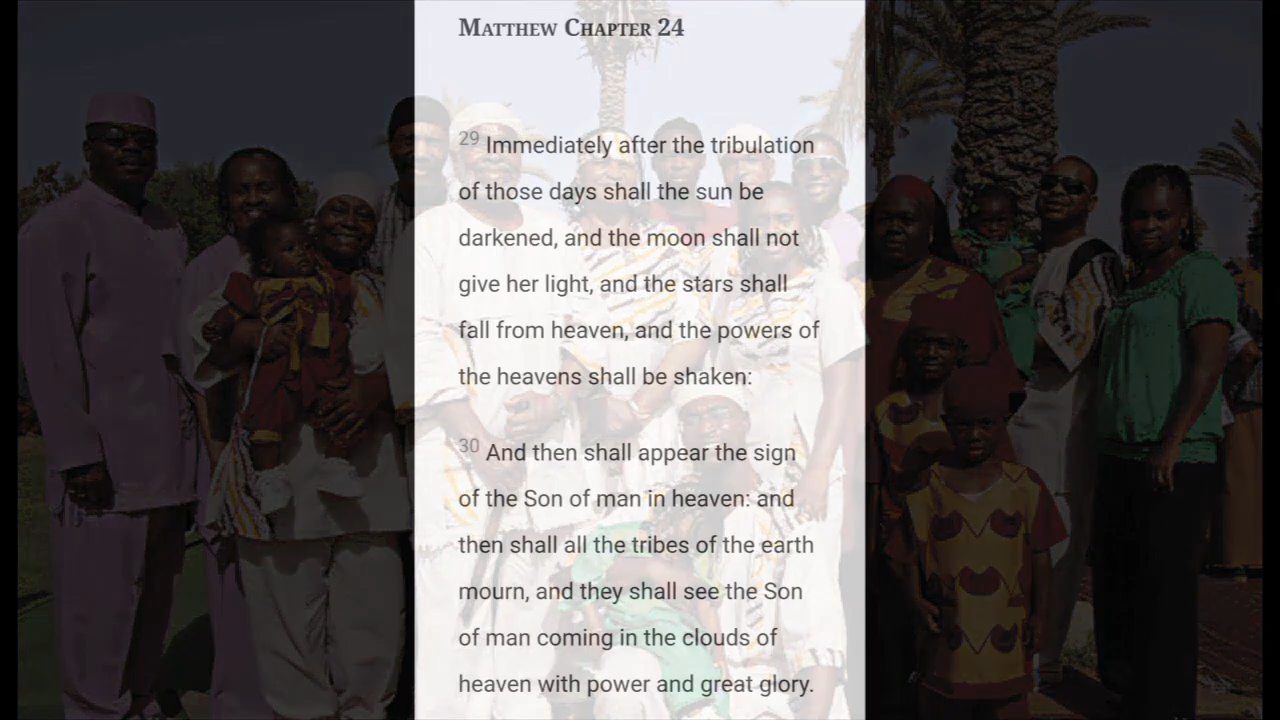 MATTHEW CHAPTER 24
29 Immediately after the tribulation
of those days shall the sun be
darkened, and the moon shall not
give her light, and the stars shall
fall from heaven, and the powers of
the heavens shall be shaken:
30 And then shall appear the sign
of the Son of man in heaven: and
then shall all the tribes of the earth
mourn, and they shall see the Son
of man coming in the clouds of
heaven with power and great glory.